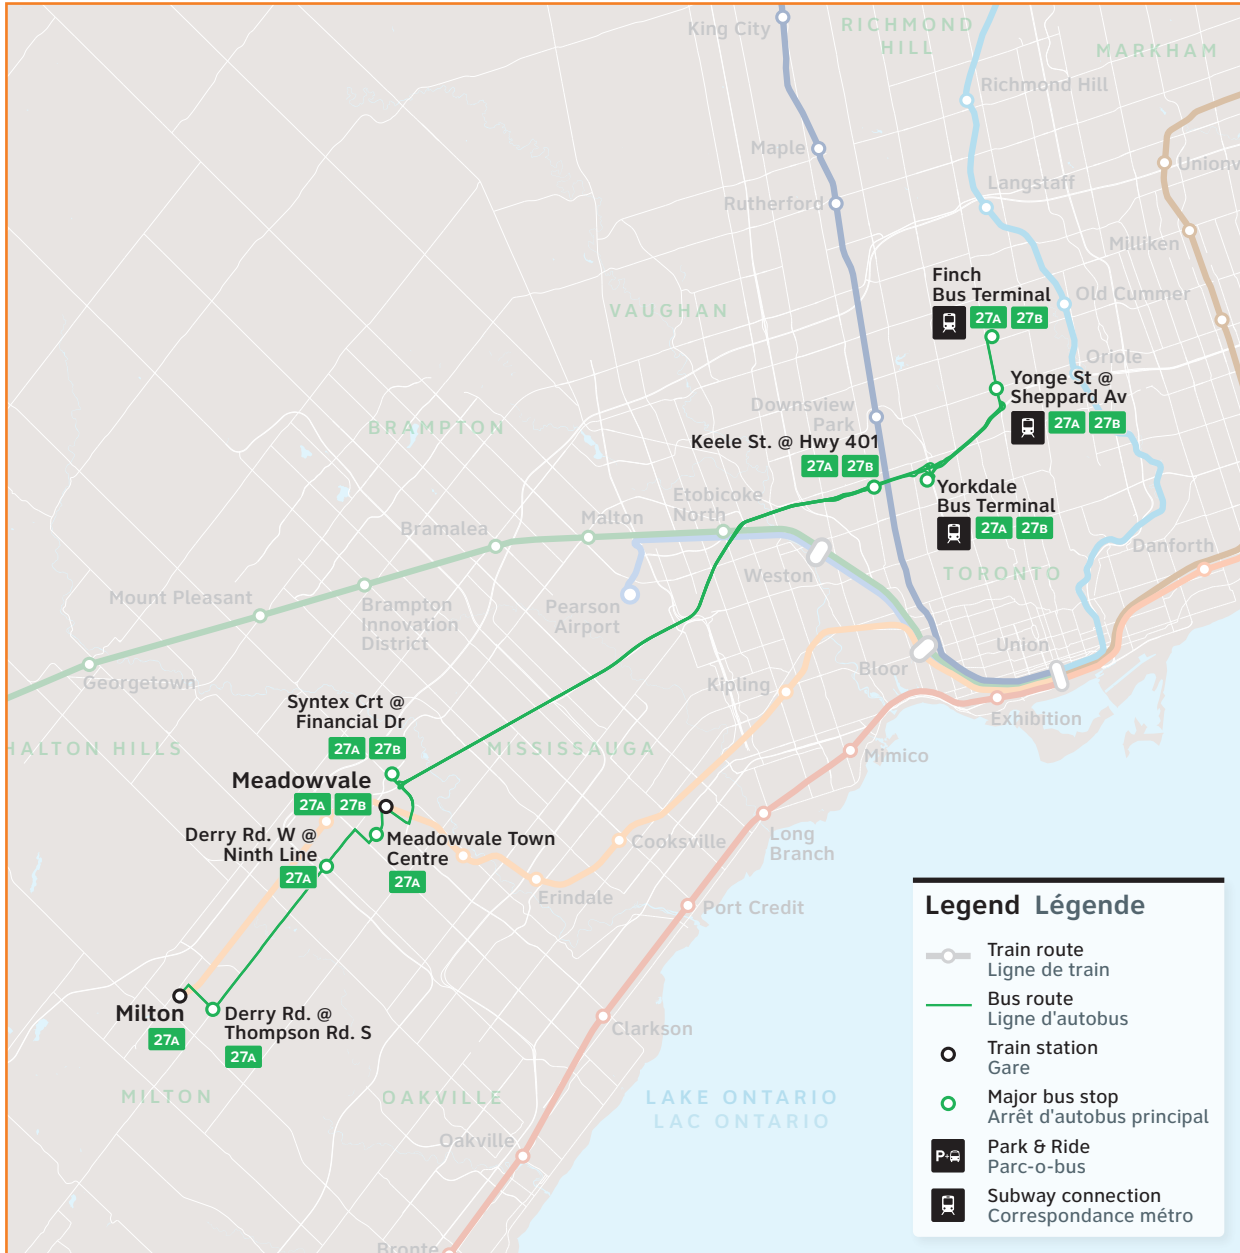 King City
RICHMOND
HILL
MARKHAM
Richmond Hill
Maple
Unionv
Langstaff
Rutherford
Milliken
Finch
Bus Terminal
27A 27B
Old Cummer
VAUGHAN
Oriole
Yonge St @
Sheppard Av
27A 27B
Downsview
Park
BRAMPTON
Keele St. @ Hwy 401
27A 27B
Yorkdale
Bus Terminal
27A 27B
Etobicoke
North
Malton
Bramalea
Danforth
Weston
TORONTO
Mount Pleasant
Brampton
Innovation
District
Pearson
Airport
Union
Bloor
Georgetown
Kipling
Exhibition
Syntex Crt @
Financial Dr
27A 27B
HALTON HILLS
MISSISSAUGA
Mimico
Meadowvale
27A 27B
Derry Rd. W @
Ninth Line
27A
Meadowvale Town
Centre
27A
Cooksville
Long
Branch
Erindale
Port Credit
Milton
27A
Derry Rd. @
Thompson Rd. S
27A
Clarkson
MILTON
OAKVILLE
LAKE ONTARIO
LAC ONTARIO
Oakville
Bronte
Legend Légende
Train route
Ligne de train
Bus route
Ligne d'autobus
Train station
Gare
Major bus stop
Arrêt d'autobus principal
P+
Park & Ride
Parc-o-bus
Subway connection
Correspondance métro